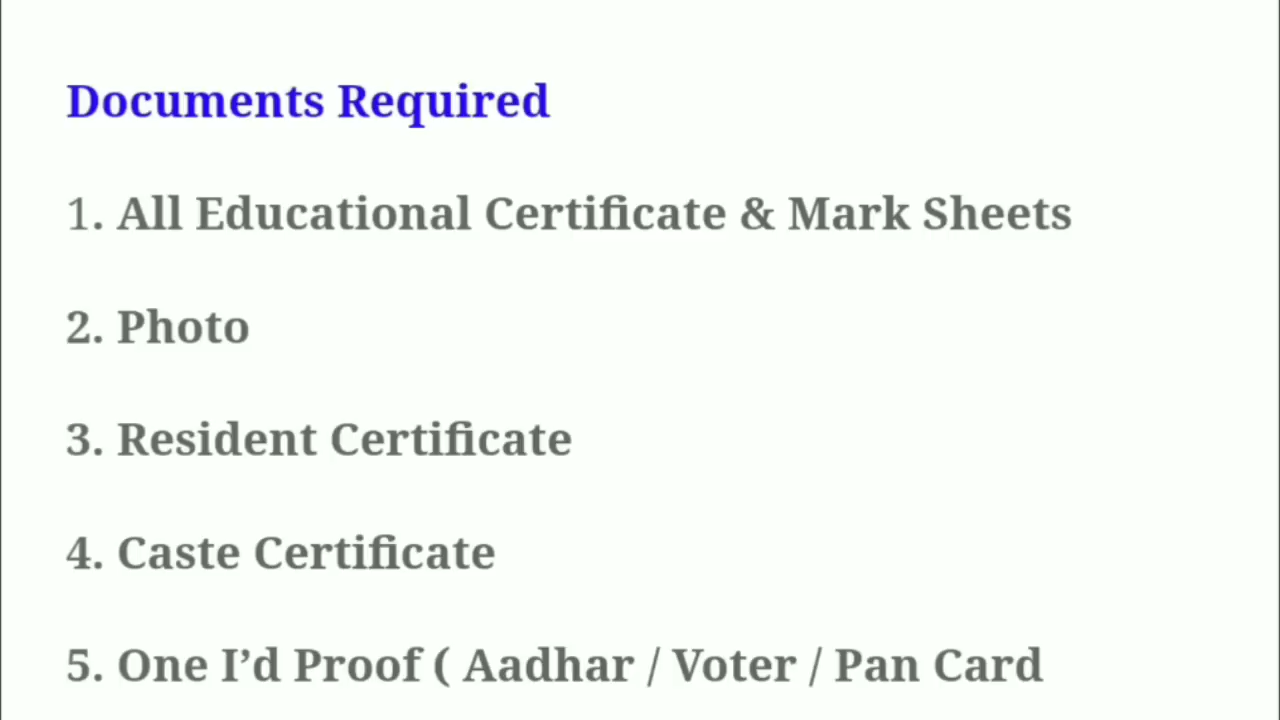 Documents Required
1. All Educational Certificate & Mark Sheets
2. Photo
3. Resident Certificate
4. Caste Certificate
5. One I’d Proof ( Aadhar / Voter / Pan Card